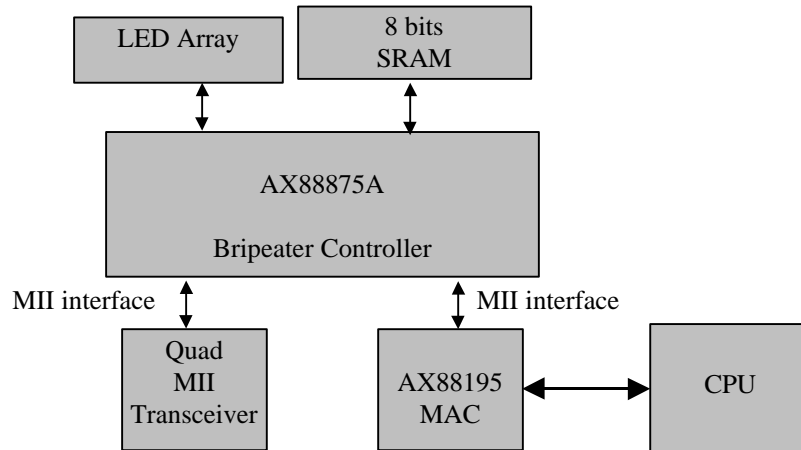 LED Array
8 bits
SRAM
AX88875A
Bripeater Controller
MII interface
MII interface
Quad
MII
Transceiver
AX88195
MAC
CPU